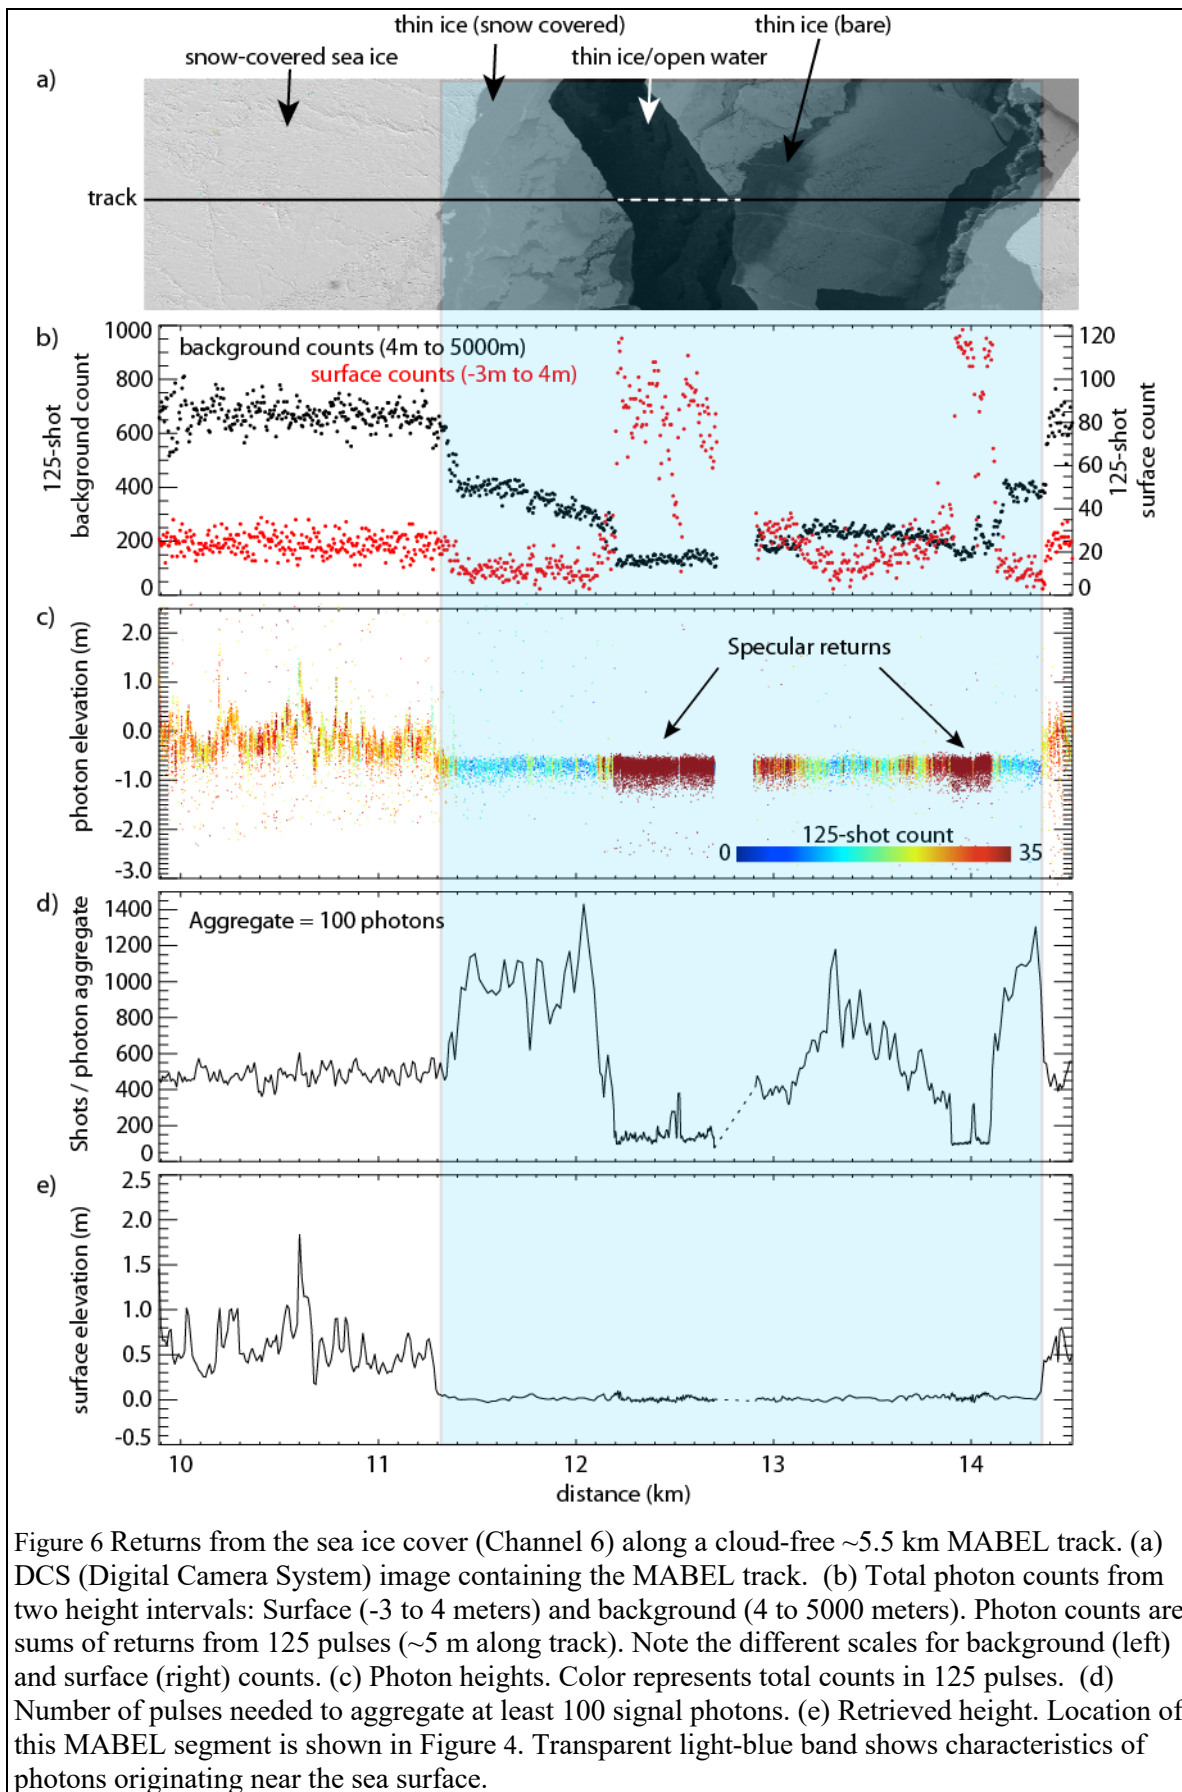 thin ice (snow covered)
thin ice (bare)
snow-covered sea ice
thin ice/open water
a)
track
b)
1000
800
600
400
200
0
125-shot
background count
background counts (4m to 5000m)
surface counts (-3m to 4m)
120
100
80
60
40
20
0
125-shot
surface count
c)
2.0
1.0
0.0
-1.0
-2.0
-3.0
photon elevation (m)
Specular returns
125-shot count
0
35
d)
1400
1200
1000
800
600
400
200
0
Shots / photon aggregate
Aggregate = 100 photons
e)
2.5
2.0
1.5
1.0
0.5
0.0
-0.5
surface elevation (m)
10 11 12 13 14
distance (km)
Figure 6 Returns from the sea ice cover (Channel 6) along a cloud-free ~5.5 km MABEL track. (a)
DCS (Digital Camera System) image containing the MABEL track. (b) Total photon counts from
two height intervals: Surface (-3 to 4 meters) and background (4 to 5000 meters). Photon counts are
sums of returns from 125 pulses (~5 m along track). Note the different scales for background (left)
and surface (right) counts. (c) Photon heights. Color represents total counts in 125 pulses. (d)
Number of pulses needed to aggregate at least 100 signal photons. (e) Retrieved height. Location of
this MABEL segment is shown in Figure 4. Transparent light-blue band shows characteristics of
photons originating near the sea surface.